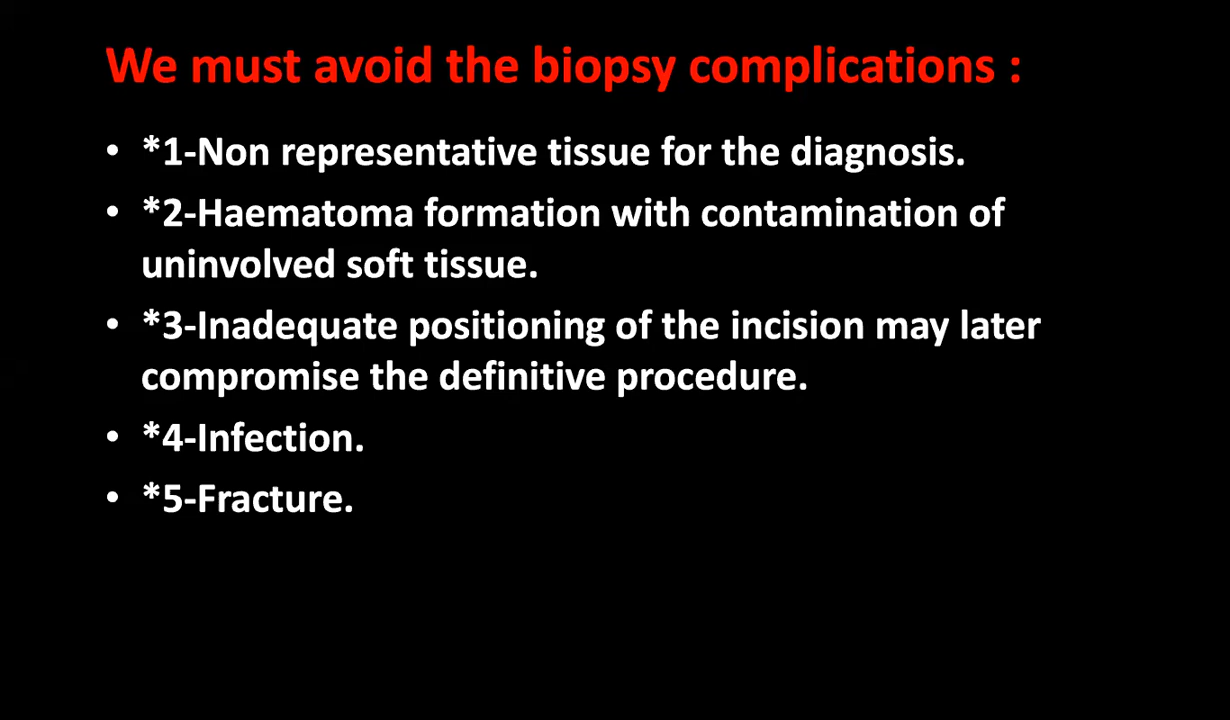 We must avoid the biopsy complications :
• *1-Non representative tissue for the diagnosis.
• *2-Haematoma formation with contamination of
uninvolved soft tissue.
• *3-Inadequate positioning of the incision may later
compromise the definitive procedure.
• *4-Infection.
• *5-Fracture.